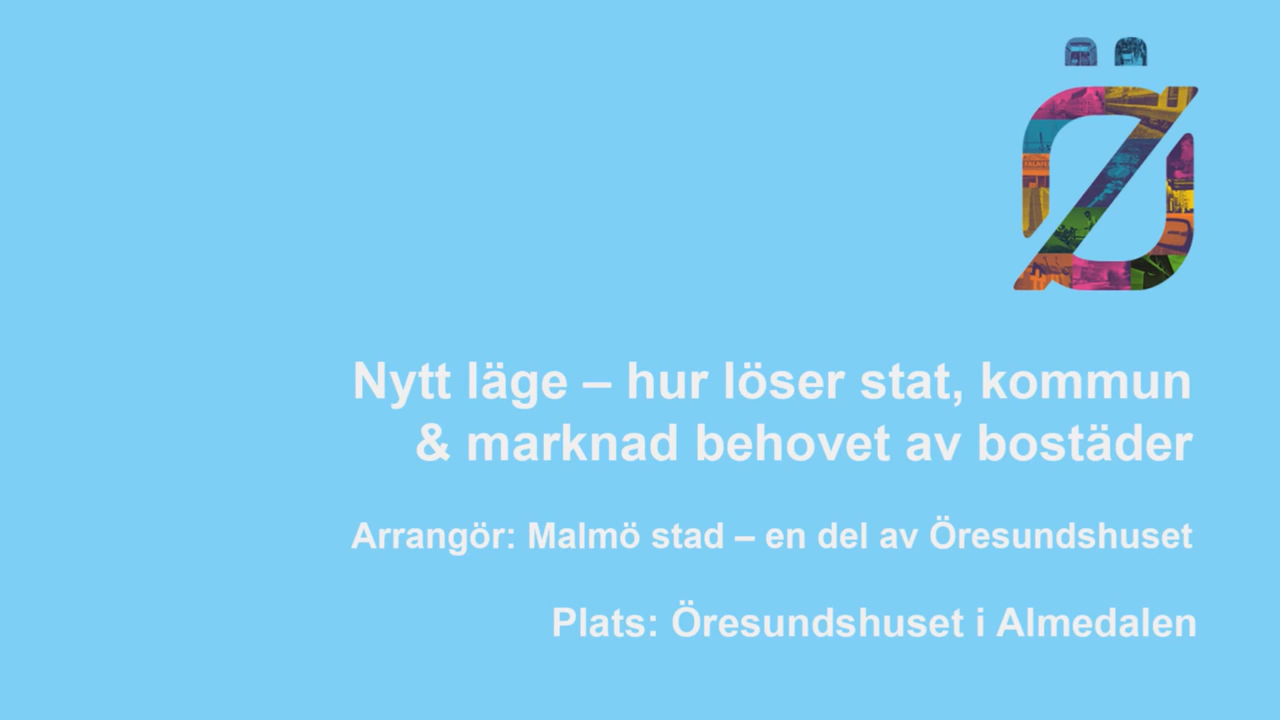 Nytt läge – hur löser stat, kommun
& marknad behovet av bostäder
Arrangör: Malmö stad – en del av Öresundshuset
Plats: Öresundshuset i Almedalen